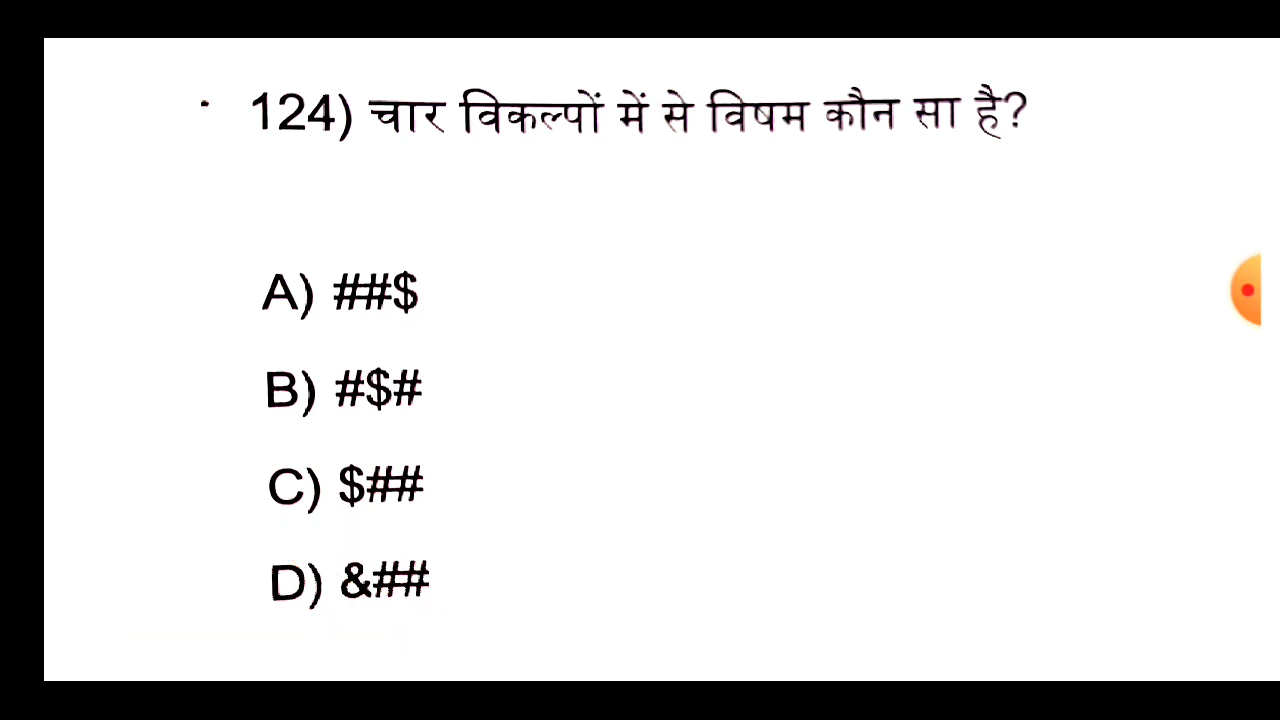 124) चार विकल्पों में से विषम कौन सा है?
A) ##$
B) #$#
C) $##
D) &##